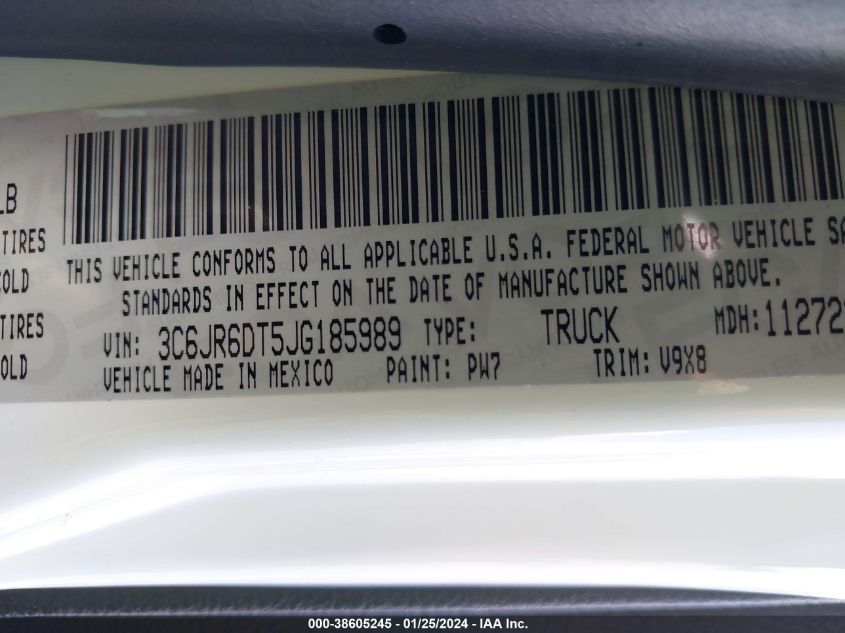 LB
TIRES
COLD
TIRES
COLD
THIS VEHICLE CONFORMS TO ALL APPLICABLE U.S.A. FEDERAL MOTOR VEHICLE SA
STANDARDS IN EFFECT ON THE DATE OF MANUFACTURE SHOWN ABOVE.
VIN: 3C6JR6DT5JG185989 TYPE: TRUCK MDH: 11272
VEHICLE MADE IN MEXICO PAINT: PW7 TRIM: V9X8
000-38605245 - 01/25/2024 - IAA Inc.